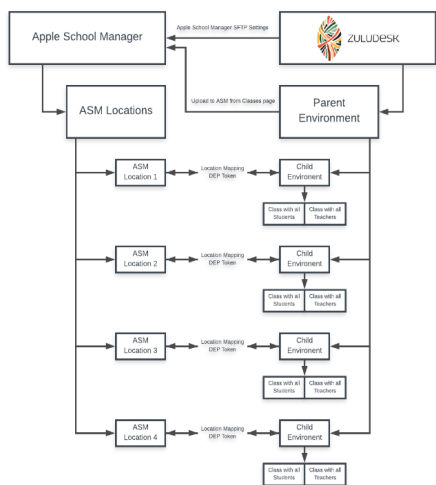 Apple School Manager
Apple School Manager SFTP Settings
ZULUDESK
Upload to ASM from Classes page
ASM Locations
Parent
Environment
ASM
Location 1
Location Mapping
DEP Token
Child
Environent
Class with all
Students
Class with all
Teachers
ASM
Location 2
Location Mapping
DEP Token
Child
Environent
Class with all
Students
Class with all
Teachers
ASM
Location 3
Location Mapping
DEP Token
Child
Environent
Class with all
Students
Class with all
Teachers
ASM
Location 4
Location Mapping
DEP Token
Child
Environent
Class with all
Students
Class with all
Teachers